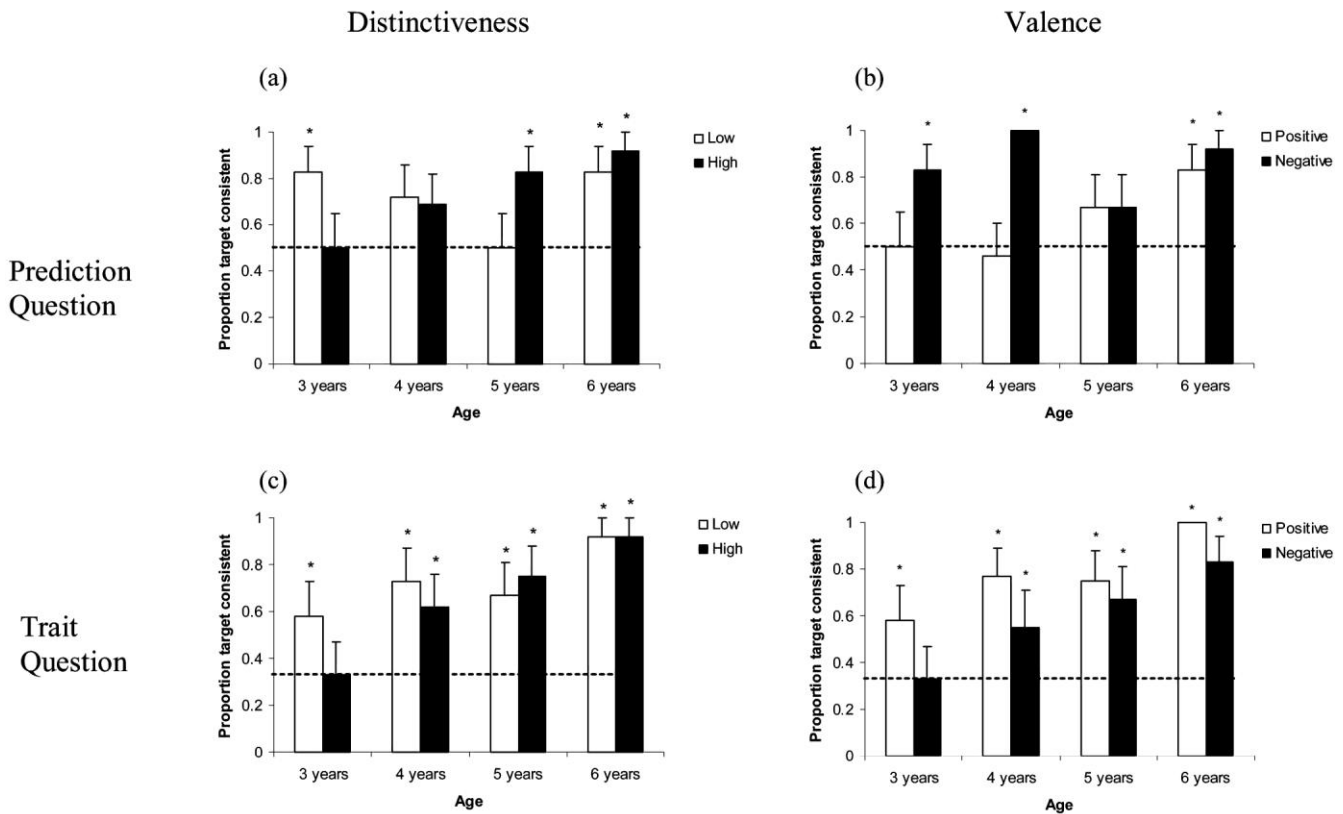 Distinctiveness
Valence
Prediction
Question
(a)
Proportion target consistent
1
0.8
0.6
0.4
0.2
0
* * * *
3 years 4 years 5 years 6 years
Age
Low
High
(b)
Proportion target consistent
1
0.8
0.6
0.4
0.2
0
* * * *
3 years 4 years 5 years 6 years
Age
Positive
Negative
Trait
Question
(c)
Proportion target consistent
1
0.8
0.6
0.4
0.2
0
* * * * * * *
3 years 4 years 5 years 6 years
Age
Low
High
(d)
Proportion target consistent
1
0.8
0.6
0.4
0.2
0
* * * * * * *
3 years 4 years 5 years 6 years
Age
Positive
Negative